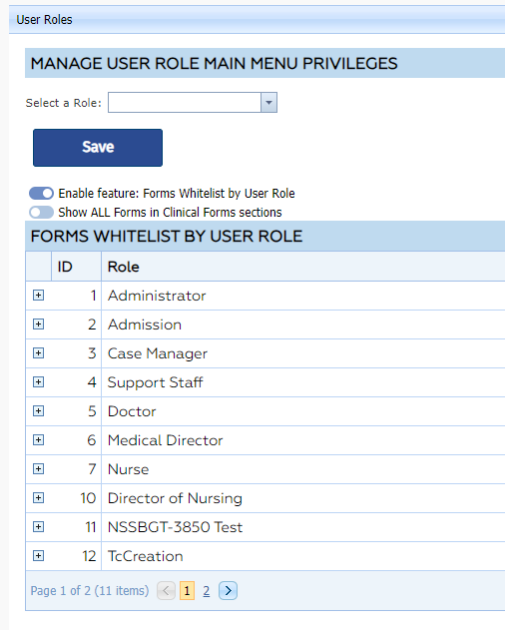 User Roles
MANAGE USER ROLE MAIN MENU PRIVILEGES
Select a Role:
Save
Enable feature: Forms Whitelist by User Role
Show ALL Forms in Clinical Forms sections
FORMS WHITELIST BY USER ROLE
ID Role
1 Administrator
2 Admission
3 Case Manager
4 Support Staff
5 Doctor
6 Medical Director
7 Nurse
10 Director of Nursing
11 NSSBGT-3850 Test
12 TcCreation
Page 1 of 2 (11 items) < 1 2 >